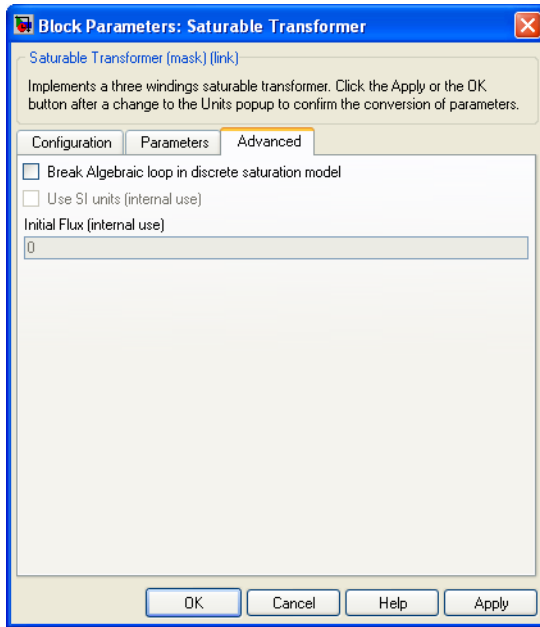 Block Parameters: Saturable Transformer
Saturable Transformer (mask) (link)
Implements a three windings saturable transformer. Click the Apply or the OK
button after a change to the Units popup to confirm the conversion of parameters.
Configuration Parameters Advanced
Break Algebraic loop in discrete saturation model
Use SI units (internal use)
Initial Flux (internal use)
0
OK Cancel Help Apply